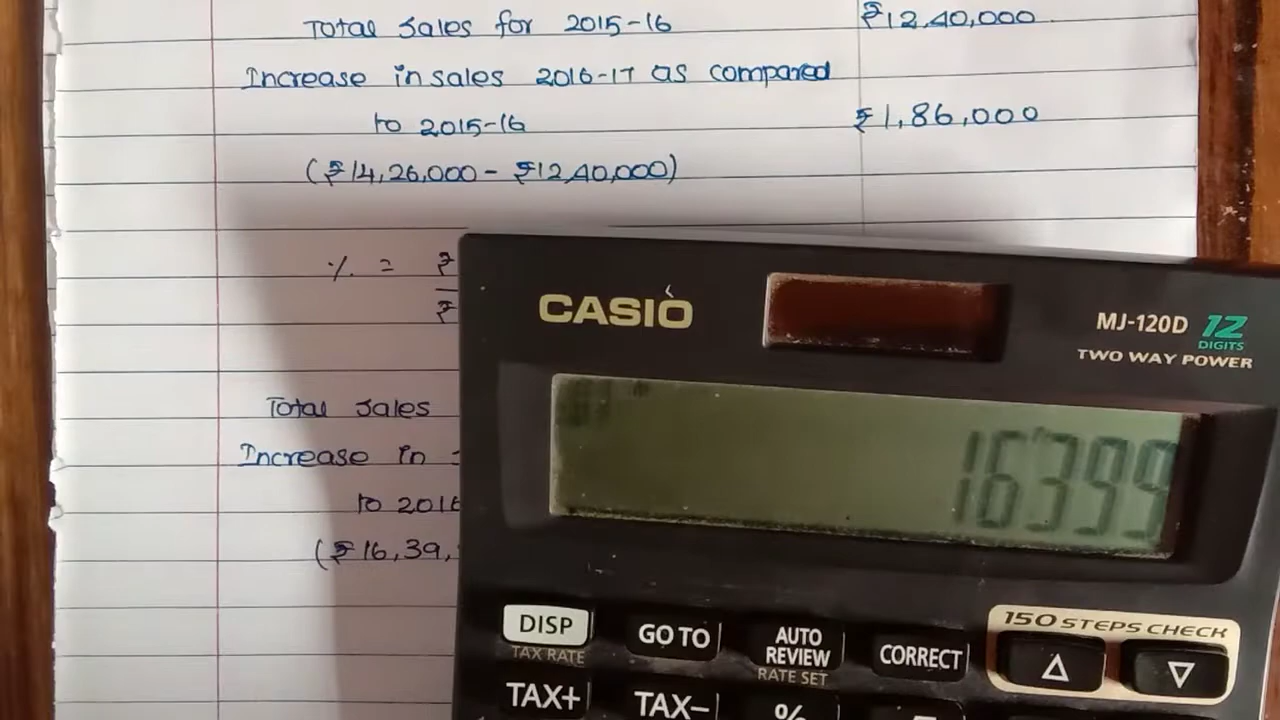 Total Sales for 2015-16 ₹12,40,000
Increase in sales 2016-17 as compared
to 2015-16 ₹1,86,000
(₹14,26,000 - ₹12,40,000)
% = ₹
₹
Total Sales
Increase in
to 2016
(₹16,39,
CASIO
MJ-120D 12
DIGITS
TWO WAY POWER
16399
DISP
TAX RATE
GO TO
AUTO
REVIEW
RATE SET
CORRECT
150 STEPS CHECK
TAX+
TAX-
%